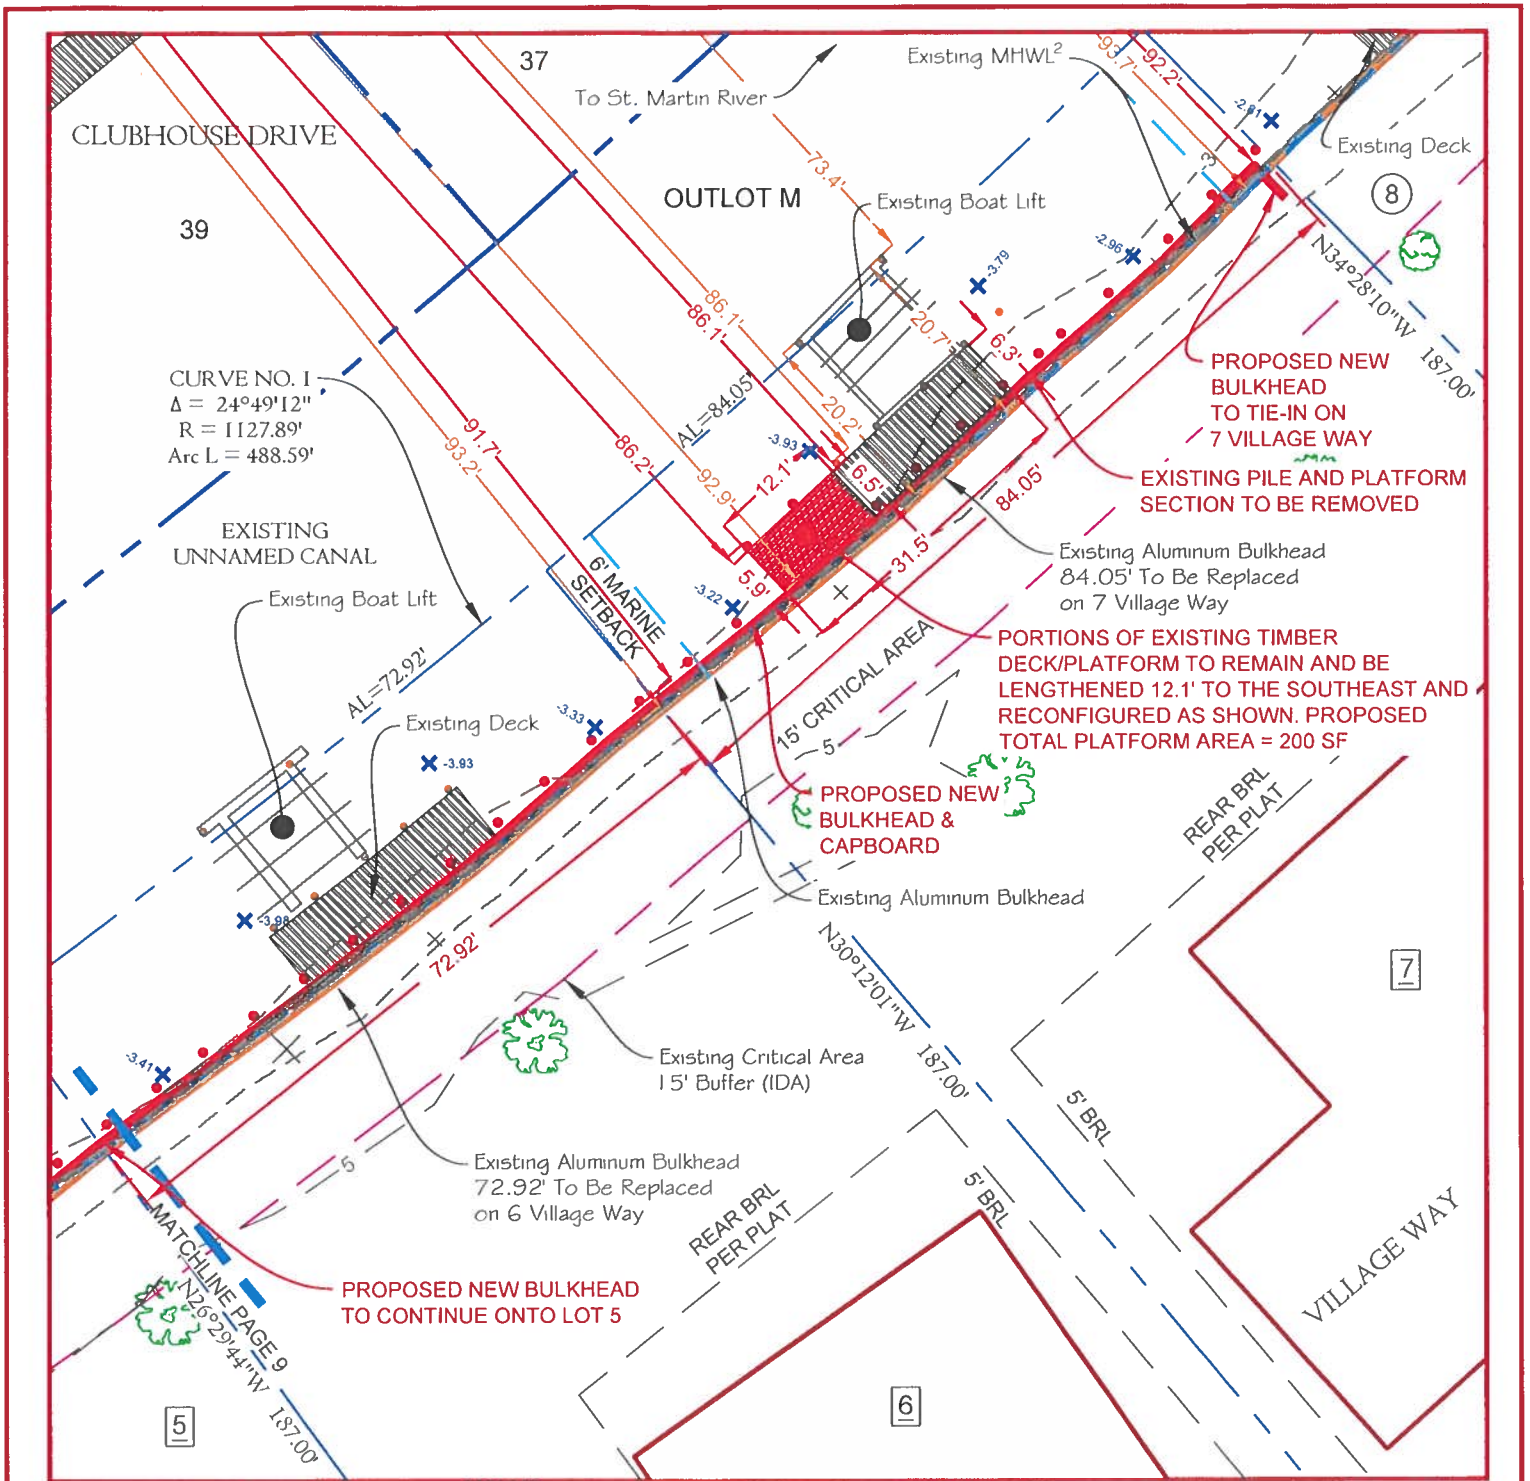 37
To St. Martin River
Existing MHWL²
93.7'
92.2'
-2.81
Existing Deck
CLUBHOUSE DRIVE
39
OUTLOT M
73.4'
Existing Boat Lift
-3
8
-2.96
-3.79
N34°28'10"W 187.00'
86.1'
86.1'
20.7'
6.3'
CURVE NO. 1
Δ = 24°49'12"
R = 1127.89'
Arc L = 488.59'
AL=84.05'
20.2'
91.7'
93.2'
86.2'
92.9'
-3.93
12.1'
6.5'
84.05'
31.5'
5.9'
PROPOSED NEW
BULKHEAD
TO TIE-IN ON
7 VILLAGE WAY
EXISTING PILE AND PLATFORM
SECTION TO BE REMOVED
EXISTING
UNNAMED CANAL
Existing Boat Lift
6' MARINE
SETBACK
-3.22
Existing Aluminum Bulkhead
84.05' To Be Replaced
on 7 Village Way
PORTIONS OF EXISTING TIMBER
DECK/PLATFORM TO REMAIN AND BE
LENGTHENED 12.1' TO THE SOUTHEAST AND
RECONFIGURED AS SHOWN. PROPOSED
TOTAL PLATFORM AREA = 200 SF
AL=72.92'
Existing Deck
-3.33
-3.93
15' CRITICAL AREA
5
PROPOSED NEW
BULKHEAD &
CAPBOARD
REAR BRL
PER PLAT
Existing Aluminum Bulkhead
-3.98
72.92'
N30°12'01"W 187.00'
7
-3.41
Existing Critical Area
15' Buffer (IDA)
5' BRL
5
Existing Aluminum Bulkhead
72.92' To Be Replaced
on 6 Village Way
REAR BRL
PER PLAT
5' BRL
VILLAGE WAY
MATCHLINE PAGE 9
N26°29'44"W 187.00'
PROPOSED NEW BULKHEAD
TO CONTINUE ONTO LOT 5
5
6